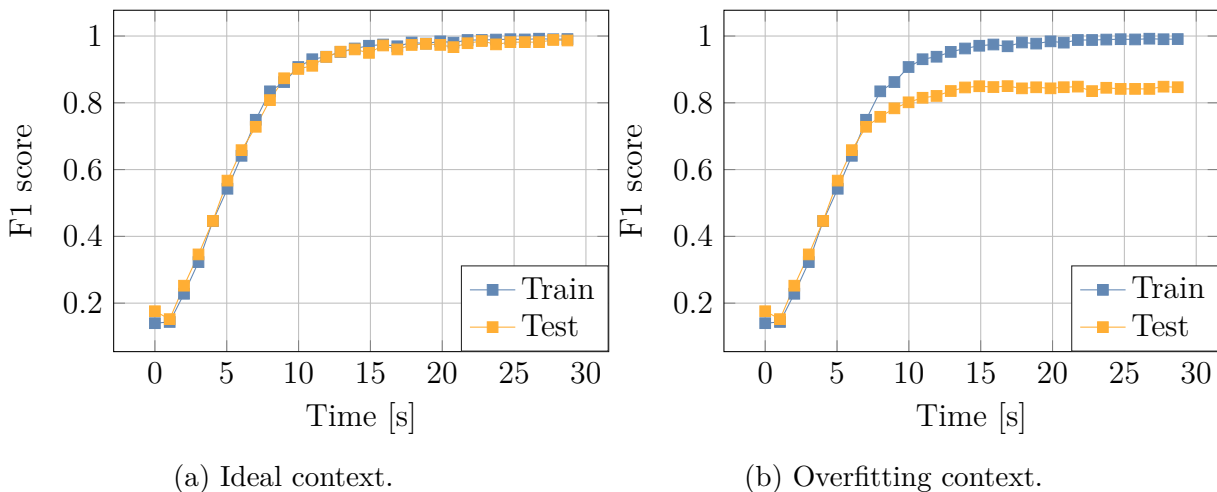 1
0.8
0.6
0.4
0.2
F1 score
Train
Test
0 5 10 15 20 25 30
Time [s]
(a) Ideal context.
1
0.8
0.6
0.4
0.2
F1 score
Train
Test
0 5 10 15 20 25 30
Time [s]
(b) Overfitting context.